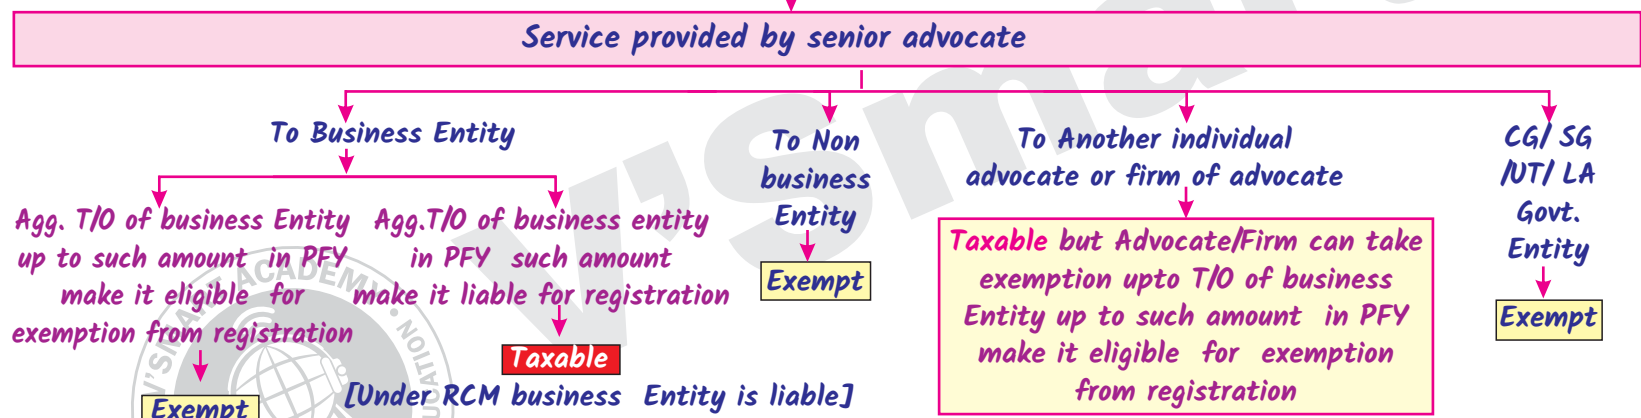 Service provided by senior advocate
To Business Entity
Agg. T/O of business Entity
up to such amount in PFY
make it eligible for
exemption from registration
Exempt
Agg.T/O of business entity
in PFY such amount
make it liable for registration
Taxable
[Under RCM business Entity is liable]
To Non
business
Entity
Exempt
To Another individual
advocate or firm of advocate
Taxable but Advocate/Firm can take
exemption upto T/O of business
Entity up to such amount in PFY
make it eligible for exemption
from registration
CG/ SG
/UT/ LA
Govt.
Entity
Exempt
V'SMART ACADEMY